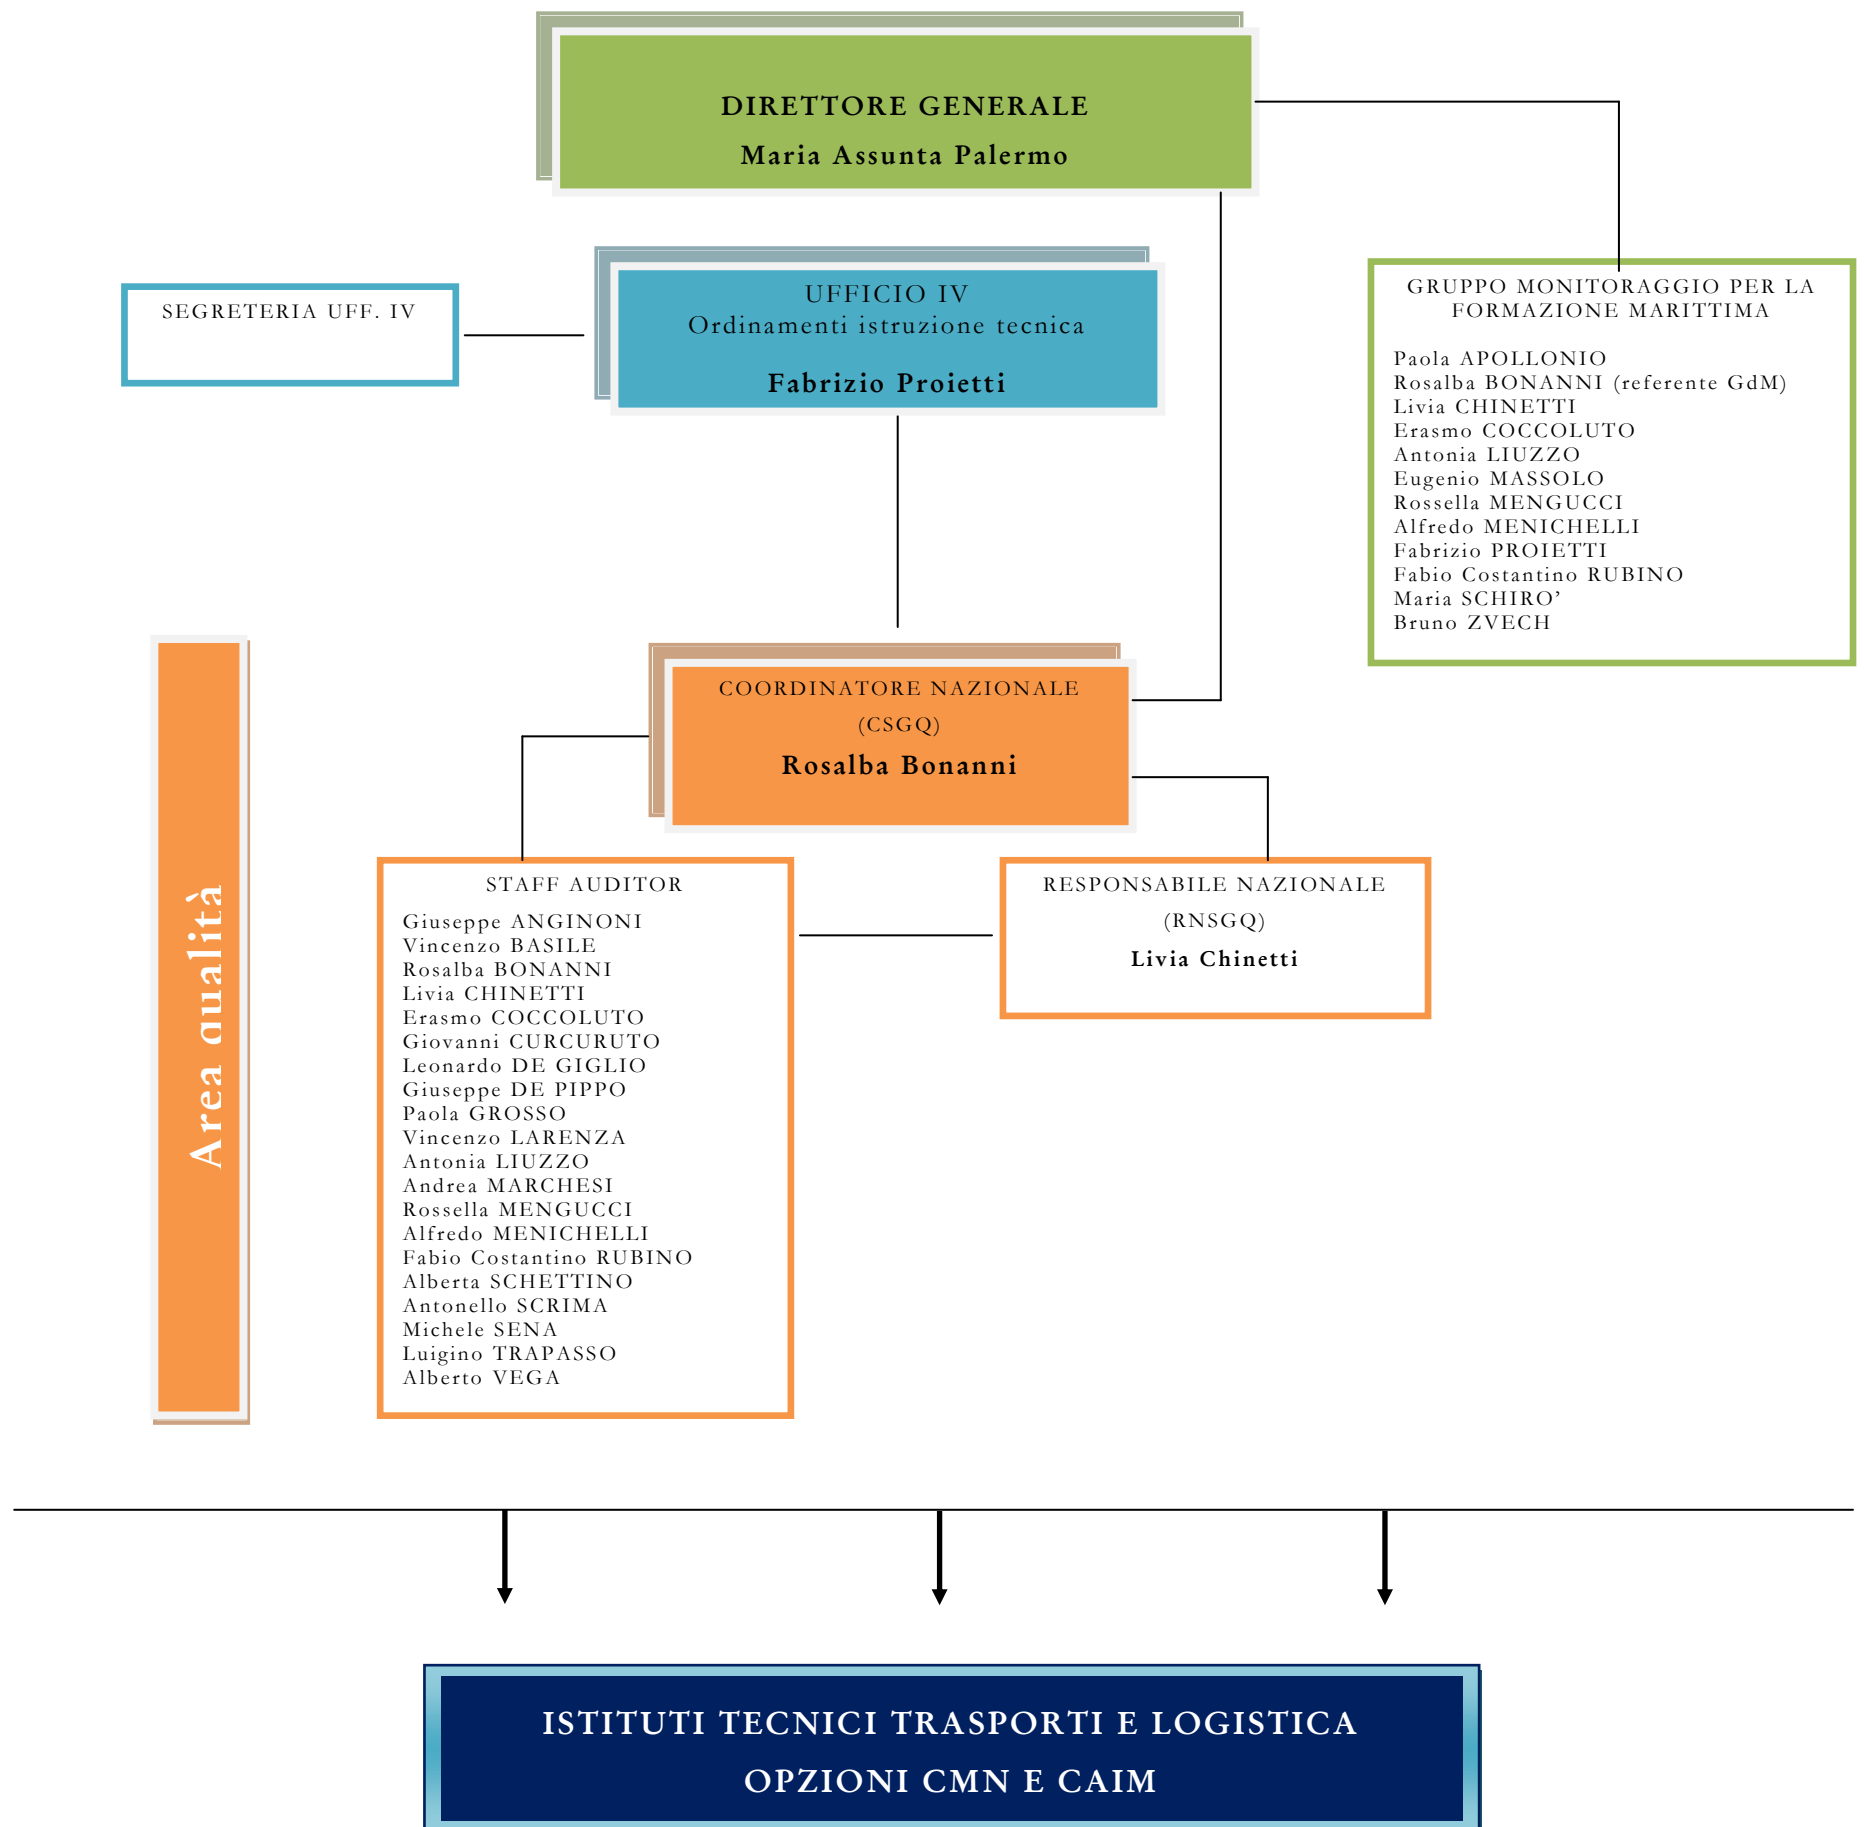 DIRETTORE GENERALE
Maria Assunta Palermo
SEGRETERIA UFF. IV
UFFICIO IV
Ordinamenti istruzione tecnica
Fabrizio Proietti
GRUPPO MONITORAGGIO PER LA
FORMAZIONE MARITTIMA
Paola APOLLONIO
Rosalba BONANNI (referente GdM)
Livia CHINETTI
Erasmo COCCOLUTO
Antonia LIUZZO
Eugenio MASSOLO
Rossella MENGUCCI
Alfredo MENICHELLI
Fabrizio PROIETTI
Fabio Costantino RUBINO
Maria SCHIRO’
Bruno ZVECH
COORDINATORE NAZIONALE
(CSGQ)
Rosalba Bonanni
Area qualità
STAFF AUDITOR
Giuseppe ANGINONI
Vincenzo BASILE
Rosalba BONANNI
Livia CHINETTI
Erasmo COCCOLUTO
Giovanni CURCURUTO
Leonardo DE GIGLIO
Giuseppe DE PIPPO
Paola GROSSO
Vincenzo LARENZA
Antonia LIUZZO
Andrea MARCHESI
Rossella MENGUCCI
Alfredo MENICHELLI
Fabio Costantino RUBINO
Alberta SCHETTINO
Antonello SCRIMA
Michele SENA
Luigino TRAPASSO
Alberto VEGA
RESPONSABILE NAZIONALE
(RNSGQ)
Livia Chinetti
ISTITUTI TECNICI TRASPORTI E LOGISTICA
OPZIONI CMN E CAIM